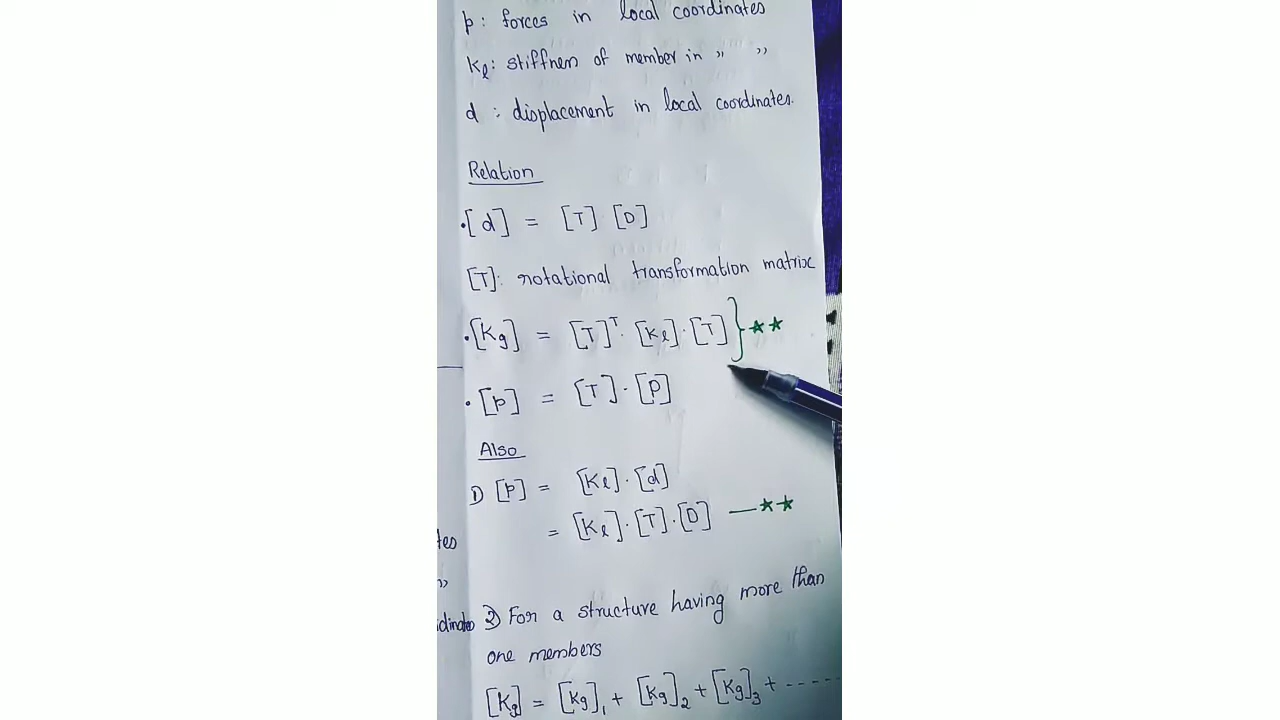 p: forces in local coordinates
Kℓ: stiffness of member in " "
d : displacement in local coordinates.
Relation
•[d] = [T] [D]
[T]: rotational transformation matrix
•[Kg] = [T]ᵀ·[Kℓ]·[T] } ★★
• [p] = [T]·[P]
Also
1) [p] = [Kℓ]·[d]
= [Kℓ]·[T]·[D] —★★
tes
"
dinates
2) For a structure having more than
one members
[Kg] = [Kg]₁ + [Kg]₂ + [Kg]₃ + -----